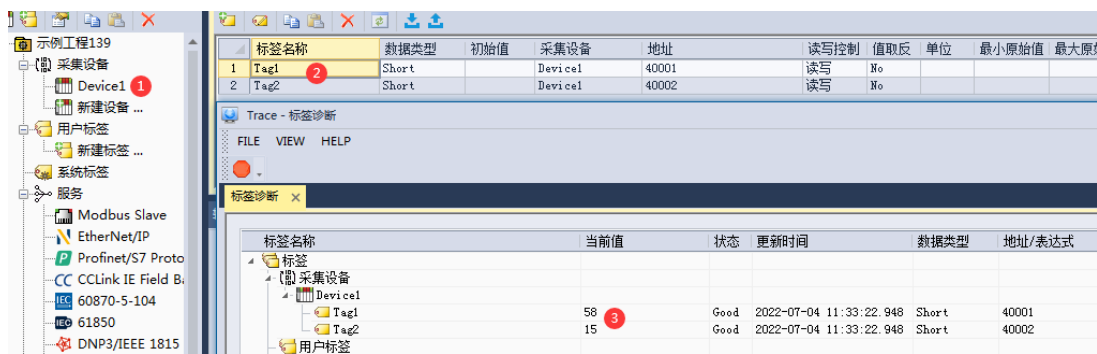 示例工程139
采集设备
Device1 1
新建设备 ...
用户标签
新建标签 ...
系统标签
服务
Modbus Slave
EtherNet/IP
Profinet/S7 Proto
CC CCLink IE Field Ba
IEC 60870-5-104
IEC 61850
DNP3/IEEE 1815
标签名称 数据类型 初始值 采集设备 地址 读写控制 值取反 单位 最小原始值 最大原
1 Tag1 2 Short Device1 40001 读写 No
2 Tag2 Short Device1 40002 读写 No
Trace - 标签诊断
FILE VIEW HELP
标签诊断 ×
标签名称 当前值 状态 更新时间 数据类型 地址/表达式
标签
采集设备
Device1
Tag1 58 3 Good 2022-07-04 11:33:22.948 Short 40001
Tag2 15 Good 2022-07-04 11:33:22.948 Short 40002
用户标签